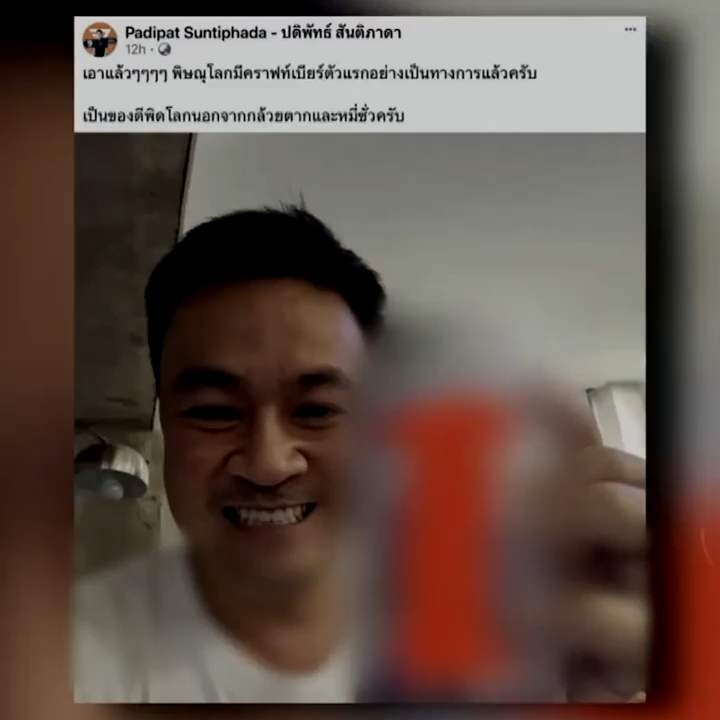 Padipat Suntiphada - ปดิพัทธ์ สันติภาดา
12h
เอาแล้วๆๆๆๆ พิษณุโลกมีคราฟท์เบียร์ตัวแรกอย่างเป็นทางการแล้วครับ
เป็นของดีพิดโลกนอกจากกล้วยตากและหมี่ซั่วครับ